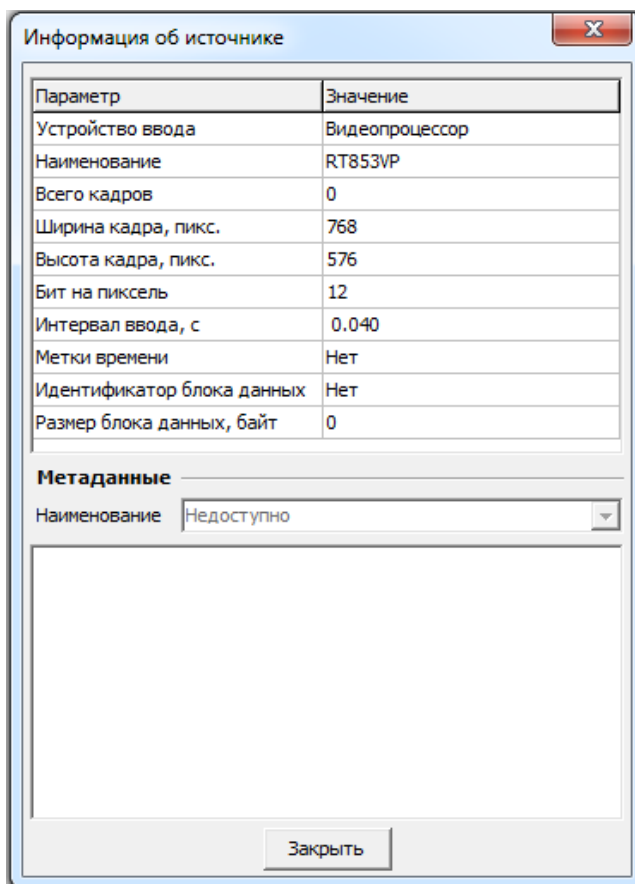 Информация об источнике
Параметр Значение
Устройство ввода Видеопроцессор
Наименование RT853VP
Всего кадров 0
Ширина кадра, пикс. 768
Высота кадра, пикс. 576
Бит на пиксель 12
Интервал ввода, с 0.040
Метки времени Нет
Идентификатор блока данных Нет
Размер блока данных, байт 0
Метаданные
Наименование Недоступно
Закрыть